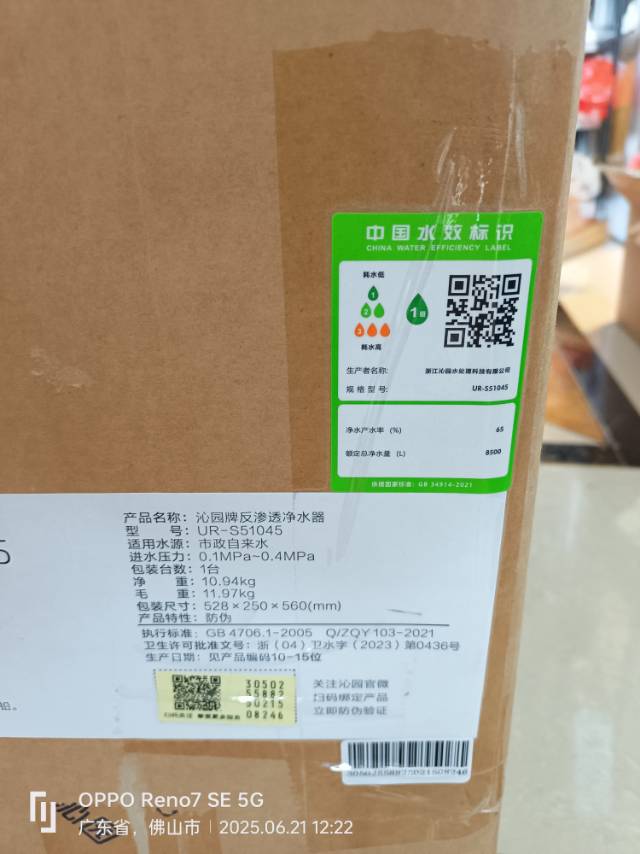 中国水效标识
CHINA WATER EFFICIENCY LABEL
耗水低
1
2
3
耗水高
1级
生产者名称: 浙江沁园水处理科技有限公司
规格型号: UR-S51045
净水产水率 (%) 65
额定总净水量 (L) 8500
依据国家标准: GB 34914-2021
5
产品名称: 沁园牌反渗透净水器
型 号: UR-S51045
适用水源: 市政自来水
进水压力: 0.1MPa~0.4MPa
包装台数: 1台
净 重: 10.94kg
毛 重: 11.97kg
包装尺寸: 528×250×560(mm)
产品特性: 防伪
执行标准: GB 4706.1-2005 Q/ZQY 103-2021
卫生许可批准文号: 浙 (04) 卫水字 (2023) 第0436号
生产日期: 见产品编码10-15位
30502
55882
50215
08246
关注沁园官微
扫码绑定产品
立即防伪验证
OPPO Reno7 SE 5G
广东省, 佛山市 | 2025.06.21 12:22